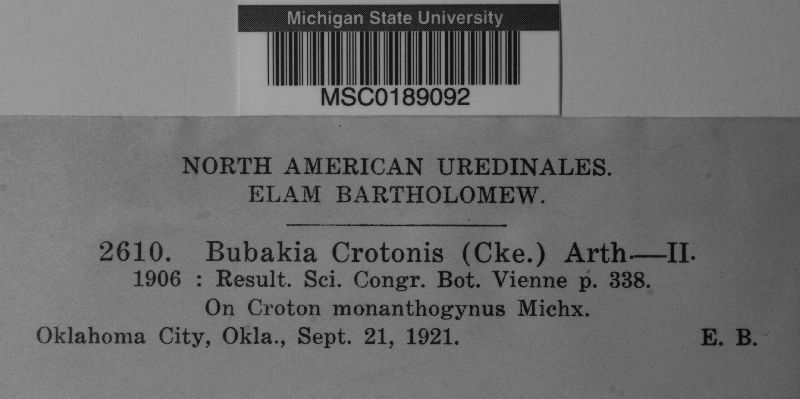 Michigan State University
MSC0189092
NORTH AMERICAN UREDINALES.
ELAM BARTHOLOMEW.
2610. Bubakia Crotonis (Cke.) Arth.—II.
1906 : Result. Sci. Congr. Bot. Vienne p. 338.
On Croton monanthogynus Michx.
Oklahoma City, Okla., Sept. 21, 1921. E. B.